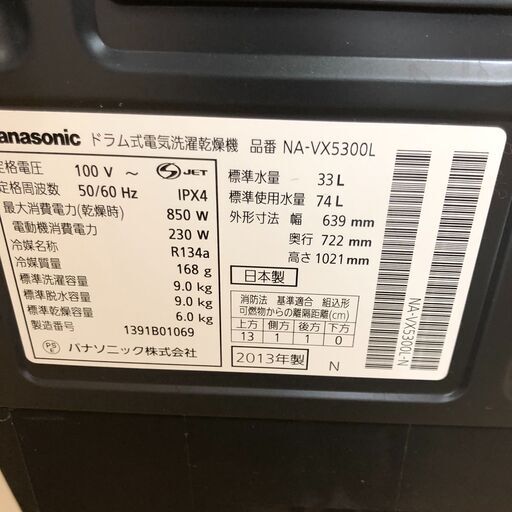 anasonic ドラム式電気洗濯乾燥機 品番 NA-VX5300L
定格電圧 100 V ~ S JET
定格周波数 50/60 Hz IPX4
最大消費電力(乾燥時) 850 W
電動機消費電力 230 W
冷媒名称 R134a
冷媒質量 168 g
標準洗濯容量 9.0 kg
標準脱水容量 9.0 kg
標準乾燥容量 6.0 kg
製造番号 1391B01069
PS E パナソニック株式会社
標準水量 33 L
標準使用水量 74 L
外形寸法 幅 639 mm
奥行 722 mm
高さ 1021 mm
日本製
消防法 基準適合 組込形
可燃物からの離隔距離(cm)
上方 側方 後方 下方
13 1 1 0
2013年製 N
NA-VX5300L-N